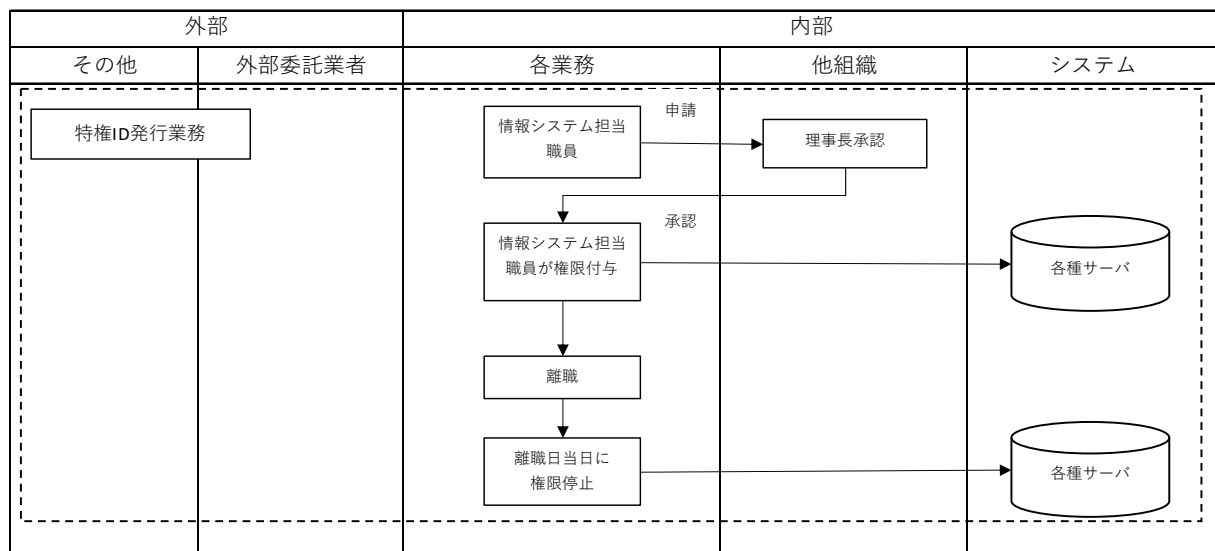 外部
内部
その他
外部委託業者
各業務
他組織
システム
特権ID発行業務
情報システム担当
職員
申請
理事長承認
情報システム担当
職員が権限付与
承認
各種サーバ
離職
離職日当日に
権限停止
各種サーバ